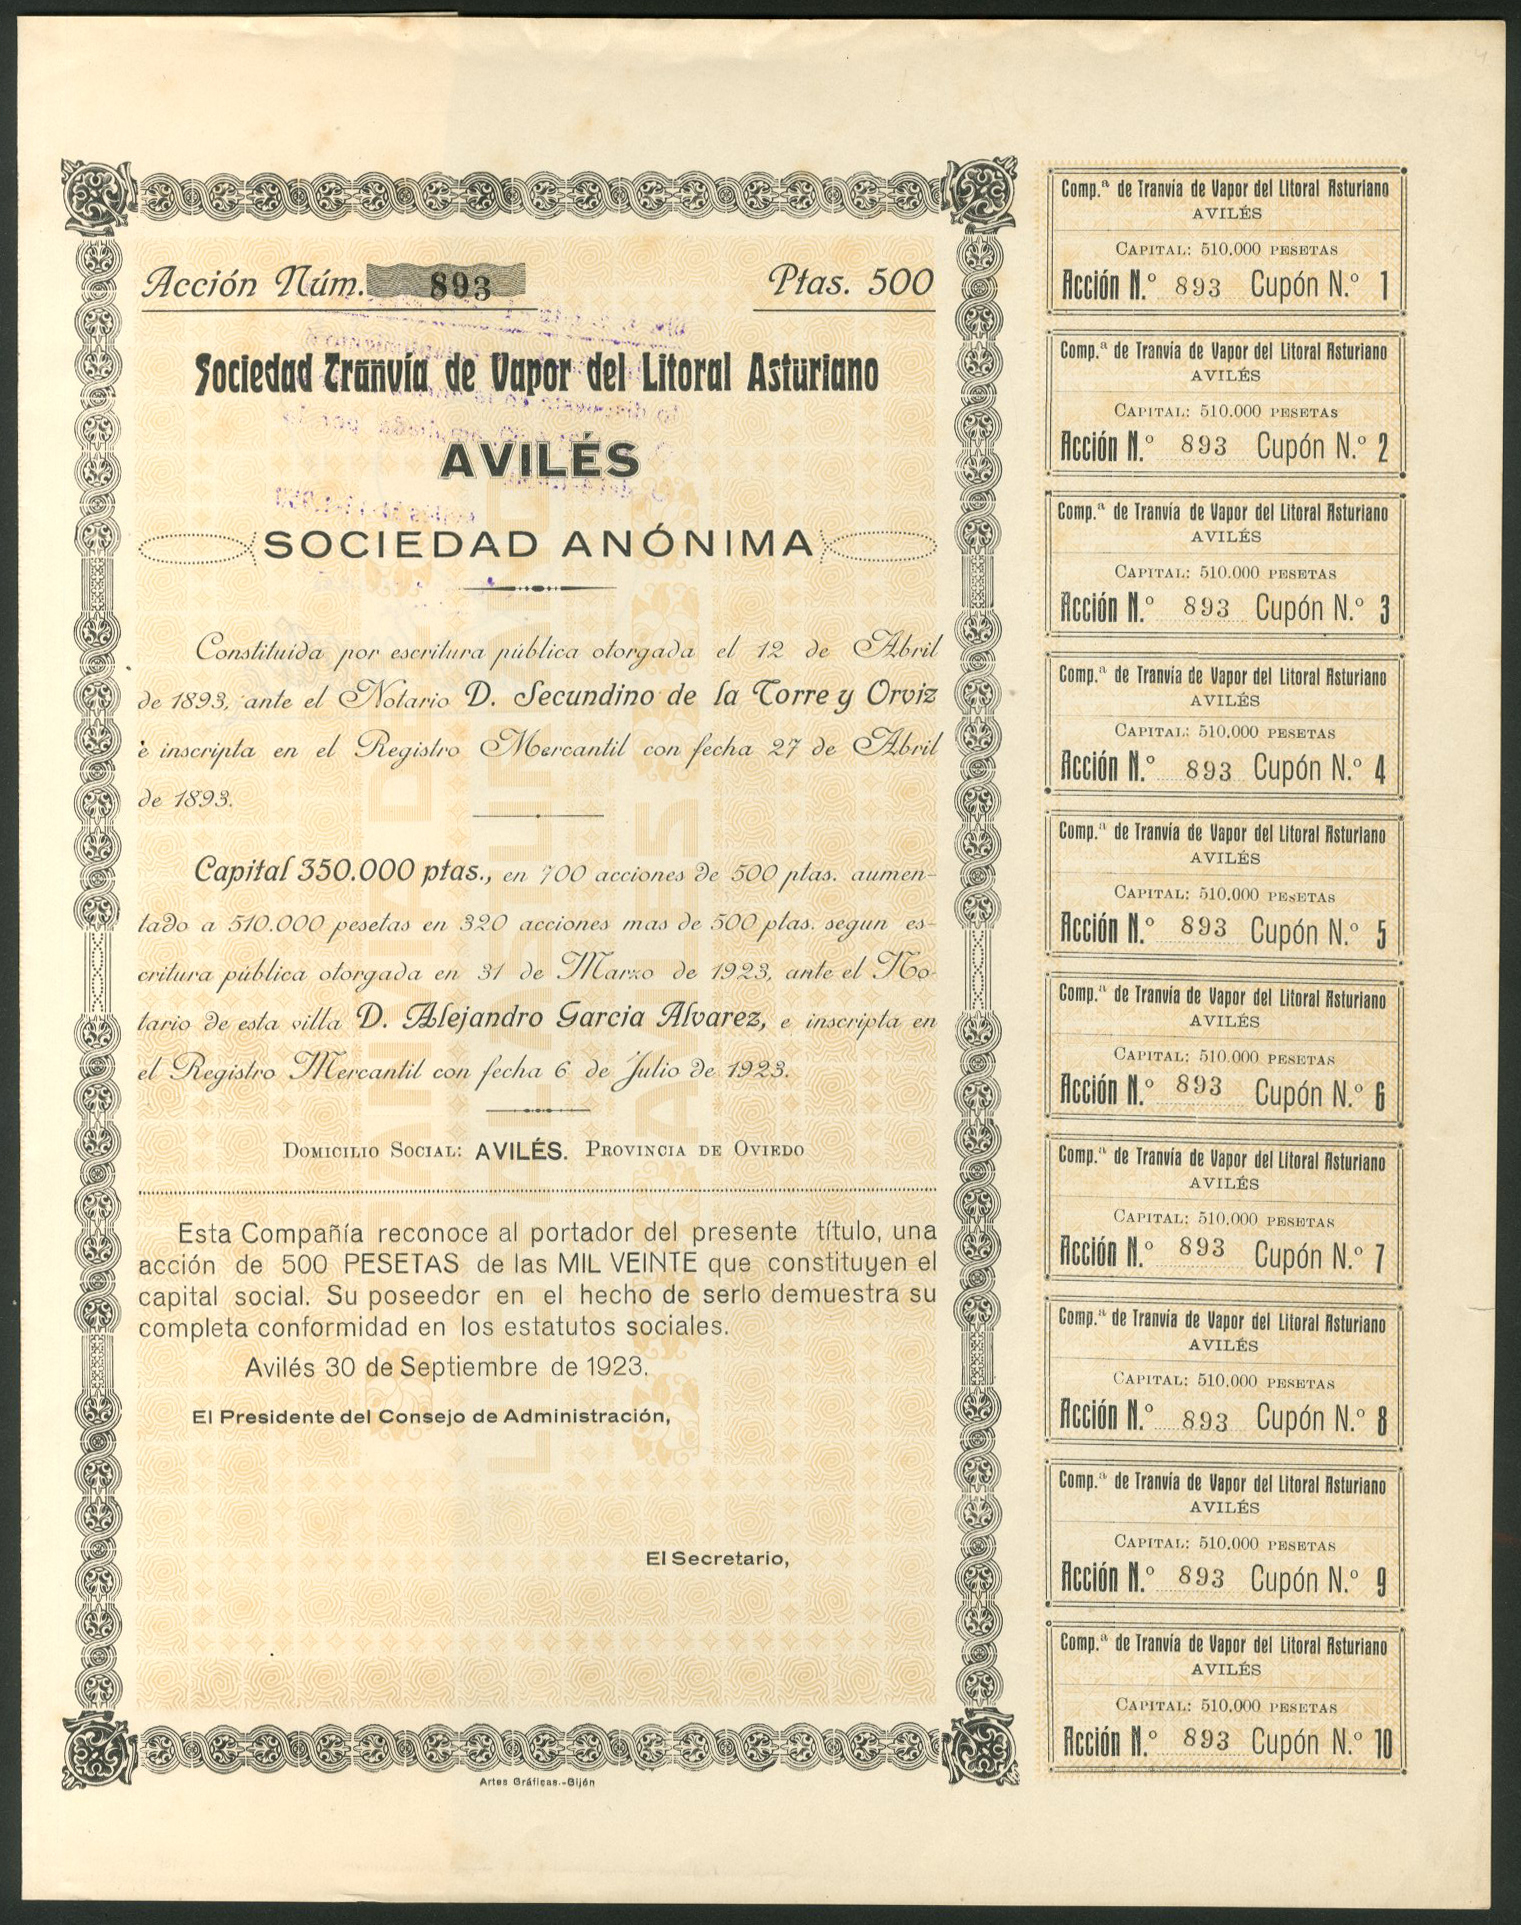 Acción Núm. 893
Ptas. 500
Sociedad Tranvía de Vapor del Litoral Asturiano
AVILÉS
SOCIEDAD ANÓNIMA
Constituida por escritura pública otorgada el 12 de Abril
de 1893, ante el Notario D. Secundino de la Torre y Orviz
e inscripta en el Registro Mercantil con fecha 27 de Abril
de 1893.
Capital 350.000 ptas., en 700 acciones de 500 ptas. aumen-
tado a 510.000 pesetas en 320 acciones mas de 500 ptas. segun es-
critura pública otorgada en 31 de Marzo de 1923, ante el No-
tario de esta villa D. Alejandro Garcia Alvarez, e inscripta en
el Registro Mercantil con fecha 6 de Julio de 1923.
DOMICILIO SOCIAL: AVILÉS. PROVINCIA DE OVIEDO
Esta Compañía reconoce al portador del presente título, una
acción de 500 PESETAS de las MIL VEINTE que constituyen el
capital social. Su poseedor en el hecho de serlo demuestra su
completa conformidad en los estatutos sociales.
Avilés 30 de Septiembre de 1923.
El Presidente del Consejo de Administración,
El Secretario,
Artes Gráficas.-Gijón
Comp.ª de Tranvía de Vapor del Litoral Asturiano
AVILÉS
CAPITAL: 510.000 PESETAS
Acción N.º 893 Cupón N.º 1
Comp.ª de Tranvía de Vapor del Litoral Asturiano
AVILÉS
CAPITAL: 510.000 PESETAS
Acción N.º 893 Cupón N.º 2
Comp.ª de Tranvía de Vapor del Litoral Asturiano
AVILÉS
CAPITAL: 510.000 PESETAS
Acción N.º 893 Cupón N.º 3
Comp.ª de Tranvía de Vapor del Litoral Asturiano
AVILÉS
CAPITAL: 510.000 PESETAS
Acción N.º 893 Cupón N.º 4
Comp.ª de Tranvía de Vapor del Litoral Asturiano
AVILÉS
CAPITAL: 510.000 PESETAS
Acción N.º 893 Cupón N.º 5
Comp.ª de Tranvía de Vapor del Litoral Asturiano
AVILÉS
CAPITAL: 510.000 PESETAS
Acción N.º 893 Cupón N.º 6
Comp.ª de Tranvía de Vapor del Litoral Asturiano
AVILÉS
CAPITAL: 510.000 PESETAS
Acción N.º 893 Cupón N.º 7
Comp.ª de Tranvía de Vapor del Litoral Asturiano
AVILÉS
CAPITAL: 510.000 PESETAS
Acción N.º 893 Cupón N.º 8
Comp.ª de Tranvía de Vapor del Litoral Asturiano
AVILÉS
CAPITAL: 510.000 PESETAS
Acción N.º 893 Cupón N.º 9
Comp.ª de Tranvía de Vapor del Litoral Asturiano
AVILÉS
CAPITAL: 510.000 PESETAS
Acción N.º 893 Cupón N.º 10